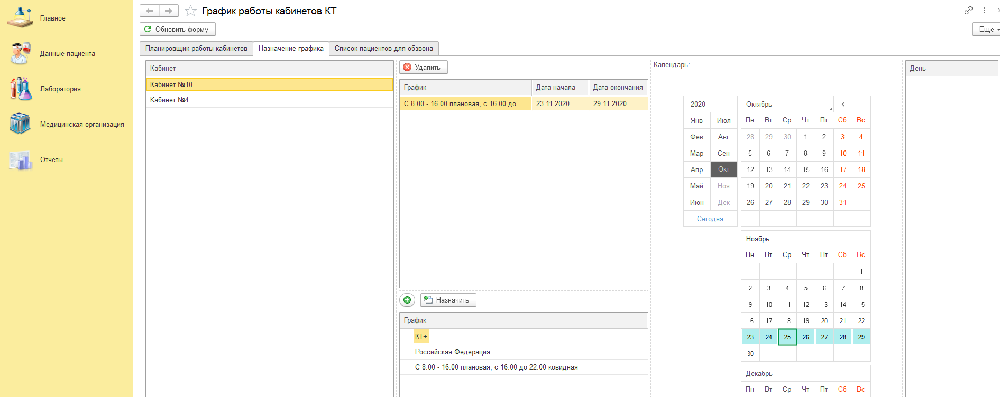 Главное
Данные пациента
Лаборатория
Медицинская организация
Отчеты
График работы кабинетов КТ
Обновить форму
Еще
Планировщик работы кабинетов
Назначение графика
Список пациентов для обзвона
Кабинет
Кабинет №10
Кабинет №4
Удалить
График Дата начала Дата окончания
С 8.00 - 16.00 плановая, с 16.00 до ... 23.11.2020 29.11.2020
Назначить
График
КТ+
Российская Федерация
С 8.00 - 16.00 плановая, с 16.00 до 22.00 ковидная
Календарь:
2020
Янв Июл
Фев Авг
Мар Сен
Апр Окт
Май Ноя
Июн Дек
Сегодня
Октябрь
Пн Вт Ср Чт Пт Сб Вс
28 29 30 1 2 3 4
5 6 7 8 9 10 11
12 13 14 15 16 17 18
19 20 21 22 23 24 25
26 27 28 29 30 31
Ноябрь
Пн Вт Ср Чт Пт Сб Вс
1
2 3 4 5 6 7 8
9 10 11 12 13 14 15
16 17 18 19 20 21 22
23 24 25 26 27 28 29
30
Декабрь
Пн Вт Ср Чт Пт Сб Вс
День